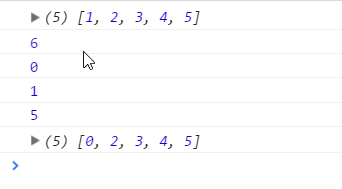 (5) [1, 2, 3, 4, 5]
6
0
1
5
(5) [0, 2, 3, 4, 5]